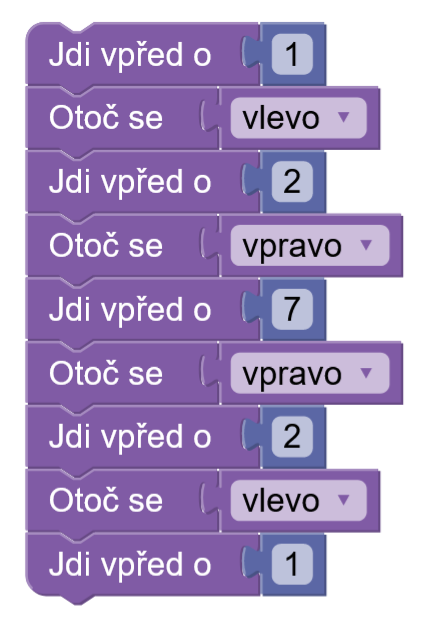 Jdi vpřed o 1
Otoč se vlevo
Jdi vpřed o 2
Otoč se vpravo
Jdi vpřed o 7
Otoč se vpravo
Jdi vpřed o 2
Otoč se vlevo
Jdi vpřed o 1